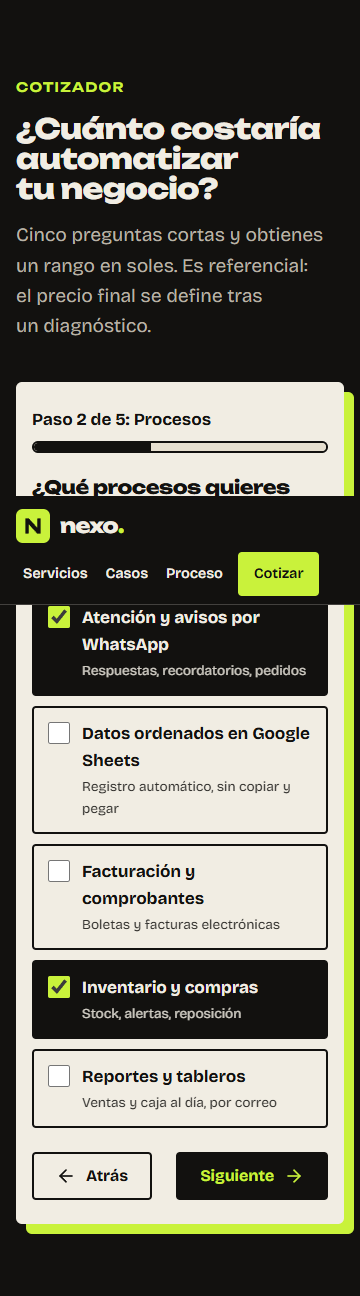 COTIZADOR
¿Cuánto costaría
automatizar
tu negocio?
Cinco preguntas cortas y obtienes
un rango en soles. Es referencial:
el precio final se define tras
un diagnóstico.
Paso 2 de 5: Procesos
¿Qué procesos quieres
N nexo.
Servicios Casos Proceso Cotizar
Atención y avisos por
WhatsApp
Respuestas, recordatorios, pedidos
Datos ordenados en Google
Sheets
Registro automático, sin copiar y
pegar
Facturación y
comprobantes
Boletas y facturas electrónicas
Inventario y compras
Stock, alertas, reposición
Reportes y tableros
Ventas y caja al día, por correo
← Atrás Siguiente →